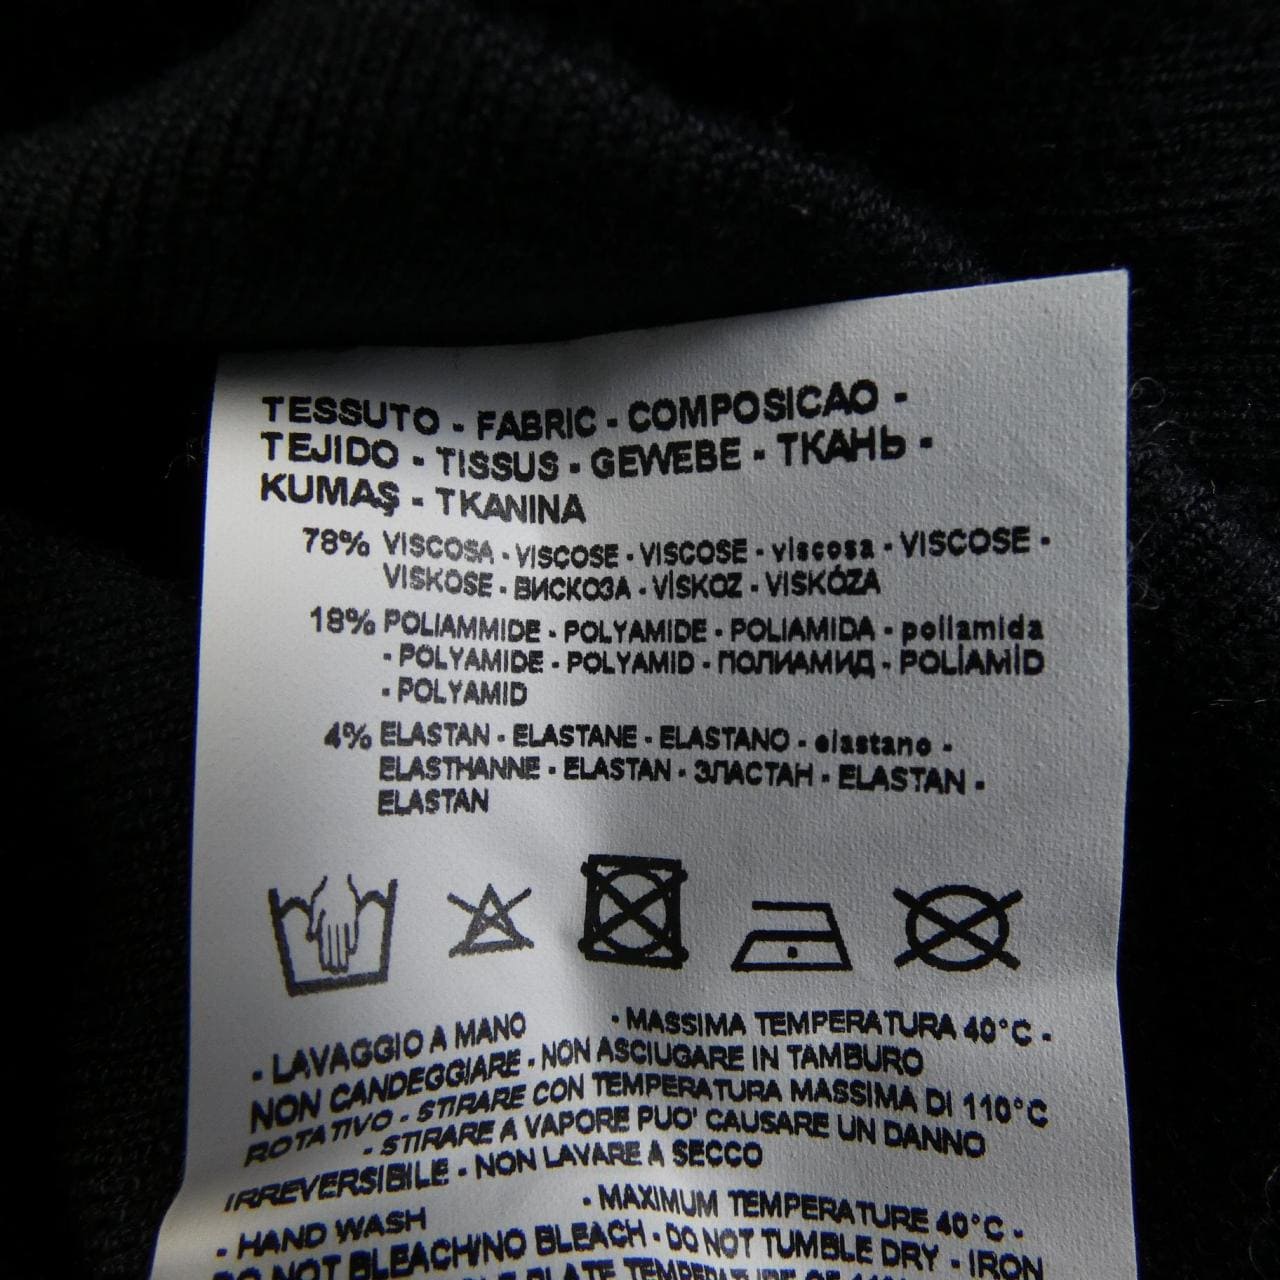 TESSUTO - FABRIC - COMPOSICAO -
TEJIDO - TISSUS - GEWEBE - ТКАНЬ -
KUMAŞ - TKANINA
78% VISCOSA - VISCOSE - VISCOSE - viscosa - VISCOSE -
VISKOSE - ВИСКОЗА - VİSKOZ - VISKÓZA
18% POLIAMMIDE - POLYAMIDE - POLIAMIDA - poliamida
- POLYAMIDE - POLYAMID - ПОЛИАМИД - POLİAMİD
- POLYAMID
4% ELASTAN - ELASTANE - ELASTANO - elastano -
ELASTHANNE - ELASTAN - ЭЛАСТАН - ELASTAN -
ELASTAN
- LAVAGGIO A MANO - MASSIMA TEMPERATURA 40°C -
NON CANDEGGIARE - NON ASCIUGARE IN TAMBURO
ROTATIVO - STIRARE CON TEMPERATURA MASSIMA DI 110°C
- STIRARE A VAPORE PUO' CAUSARE UN DANNO
IRREVERSIBILE - NON LAVARE A SECCO
- HAND WASH - MAXIMUM TEMPERATURE 40°C -
DO NOT BLEACH/NO BLEACH - DO NOT TUMBLE DRY - IRON
PLATE TEMPERATURE OF